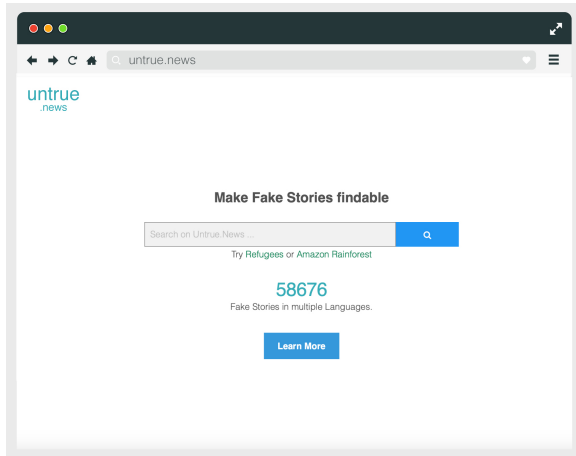 untrue.news
untrue
.news
Make Fake Stories findable
Search on Untrue.News ...
Try Refugees or Amazon Rainforest
58676
Fake Stories in multiple Languages.
Learn More